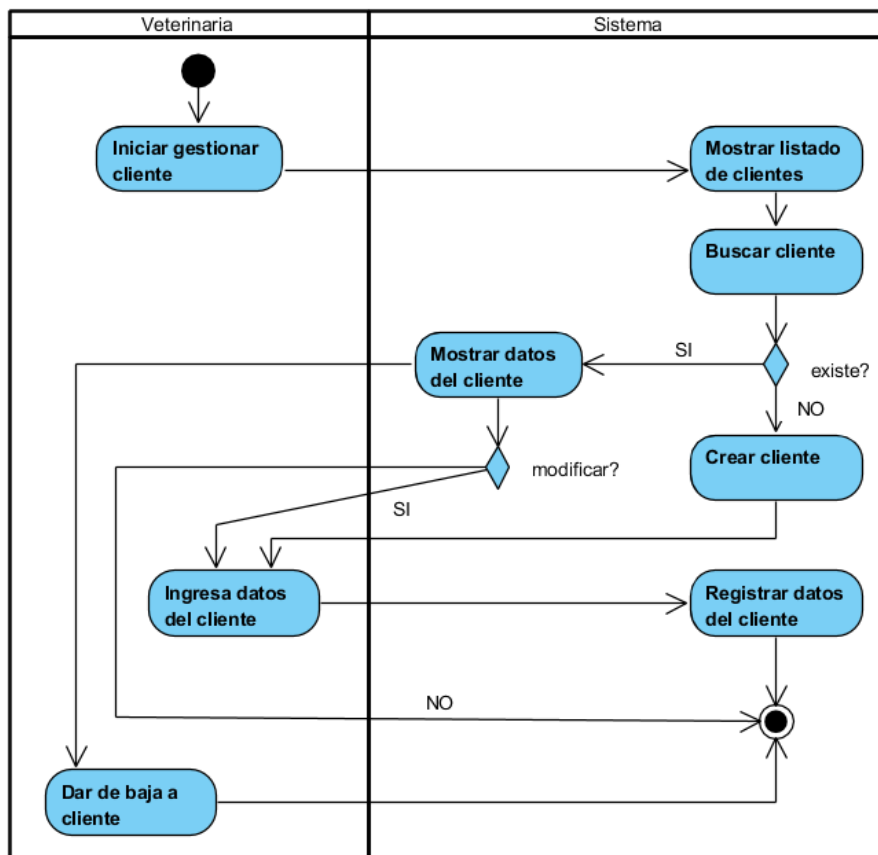 Veterinaria
Sistema
Iniciar gestionar
cliente
Mostrar listado
de clientes
Buscar cliente
Mostrar datos
del cliente
SI
existe?
NO
Crear cliente
modificar?
SI
Ingresa datos
del cliente
Registrar datos
del cliente
NO
Dar de baja a
cliente